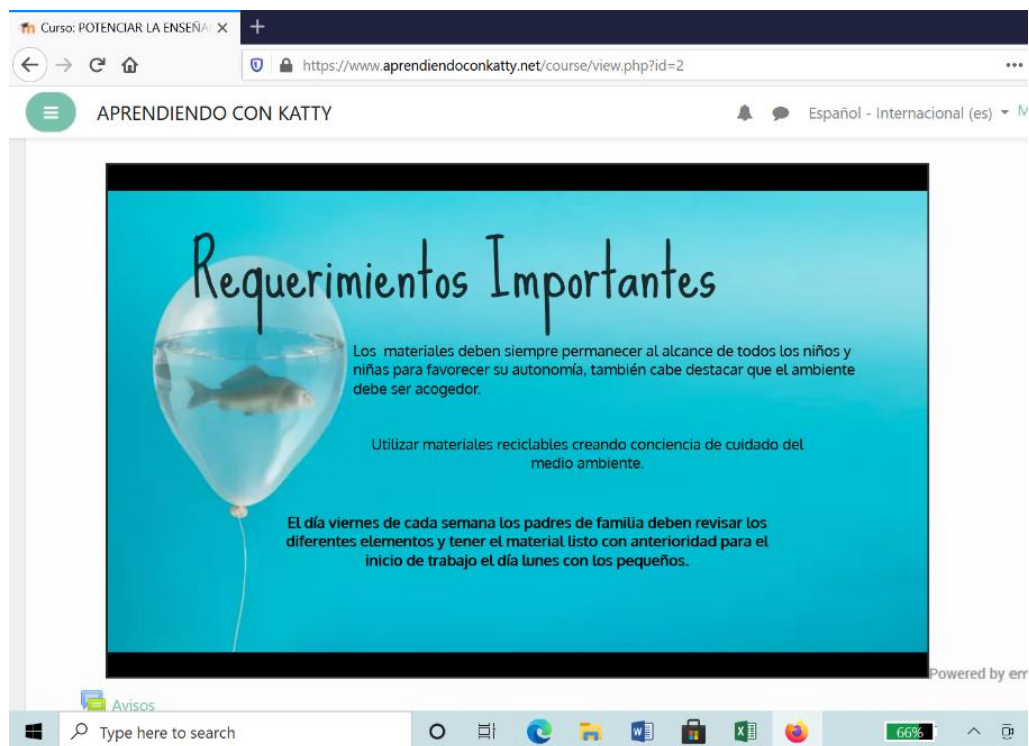 Curso: POTENCIAR LA ENSEÑA
https://www.aprendiendoconkatty.net/course/view.php?id=2
APRENDIENDO CON KATTY
Español - Internacional (es)
M
Requerimientos Importantes
Los materiales deben siempre permanecer al alcance de todos los niños y
niñas para favorecer su autonomía, también cabe destacar que el ambiente
debe ser acogedor.
Utilizar materiales reciclables creando conciencia de cuidado del
medio ambiente.
El día viernes de cada semana los padres de familia deben revisar los
diferentes elementos y tener el material listo con anterioridad para el
inicio de trabajo el día lunes con los pequeños.
Powered by em
Avisos
Type here to search
66%